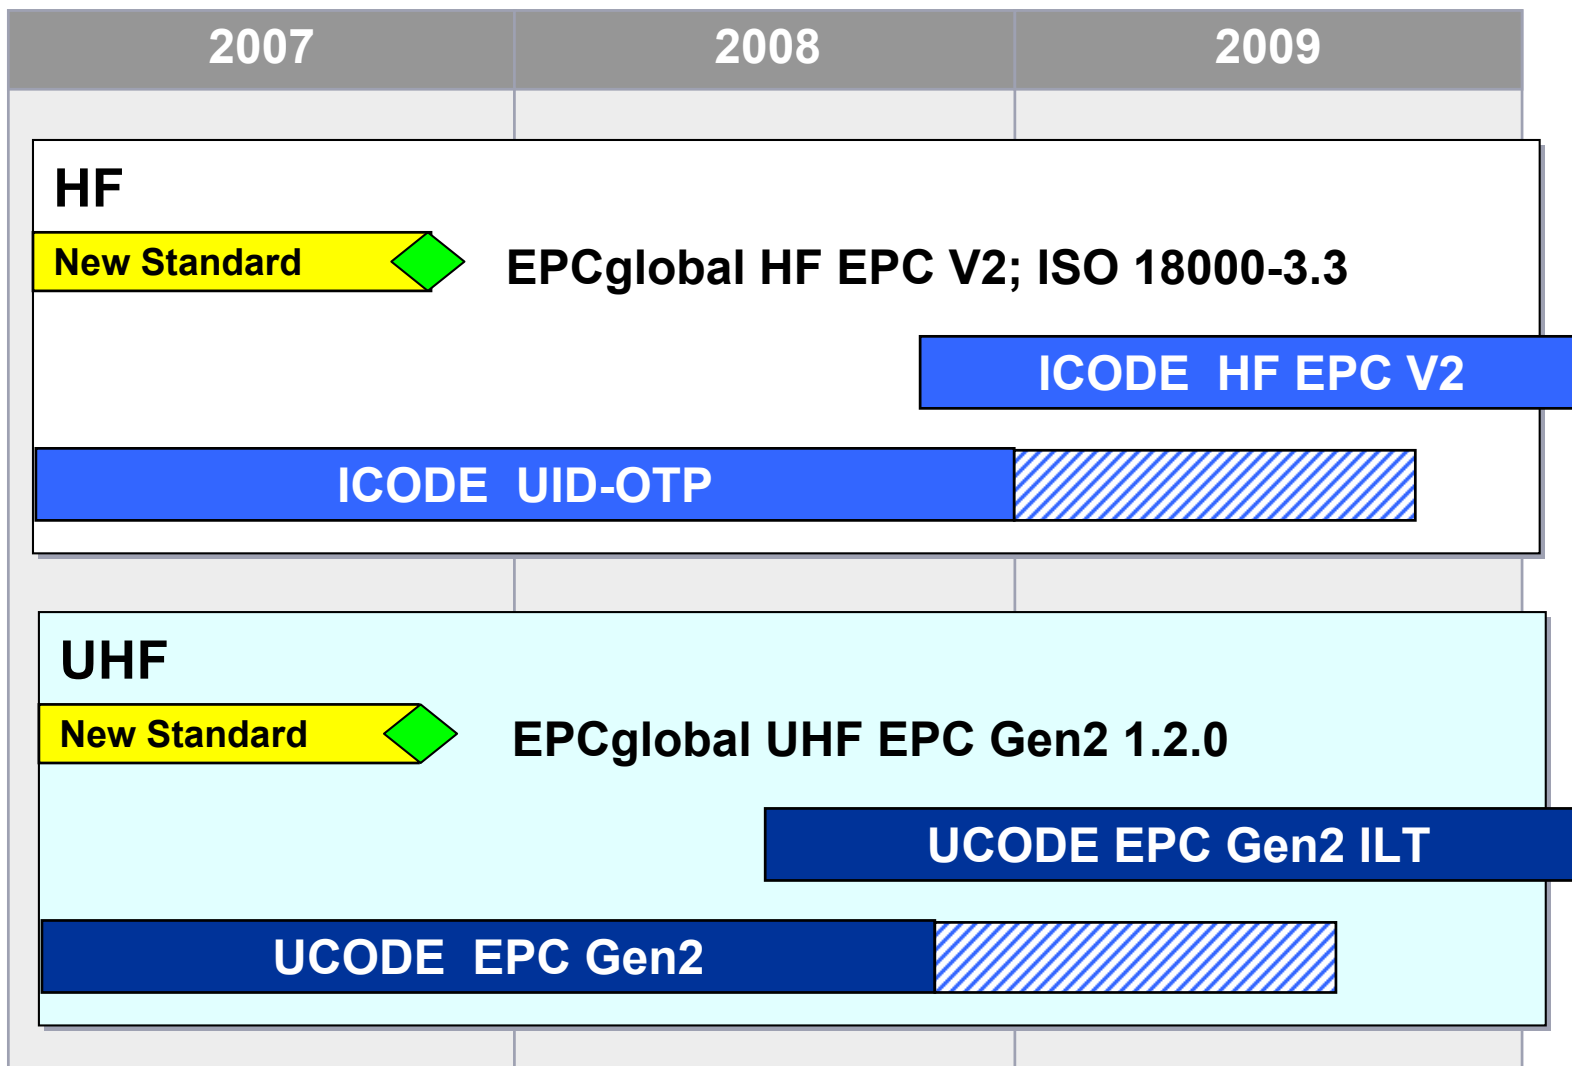 2007 2008 2009
HF
New Standard EPCglobal HF EPC V2; ISO 18000-3.3
ICODE HF EPC V2
ICODE UID-OTP
UHF
New Standard EPCglobal UHF EPC Gen2 1.2.0
UCODE EPC Gen2 ILT
UCODE EPC Gen2